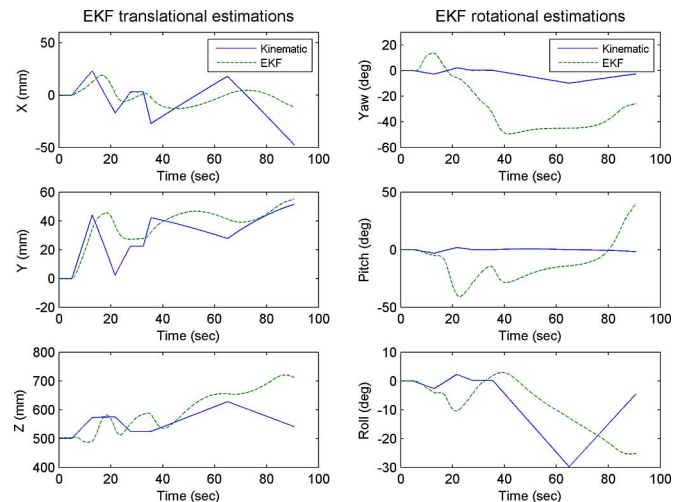 EKF translational estimations
50
0
-50
X (mm)
0 20 40 60 80 100
Time (sec)
Kinematic
EKF
60
40
20
0
-20
Y (mm)
0 20 40 60 80 100
Time (sec)
800
700
600
500
400
Z (mm)
0 20 40 60 80 100
Time (sec)
EKF rotational estimations
20
0
-20
-40
-60
Yaw (deg)
0 20 40 60 80 100
Time (sec)
Kinematic
EKF
50
0
-50
Pitch (deg)
0 20 40 60 80 100
Time (sec)
10
0
-10
-20
-30
Roll (deg)
0 20 40 60 80 100
Time (sec)